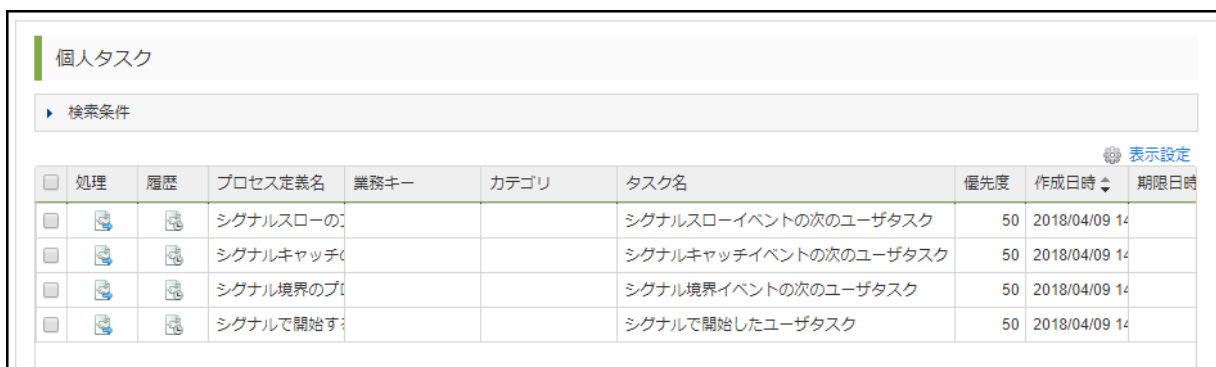 個人タスク
検索条件
表示設定
処理 履歴 プロセス定義名 業務キー カテゴリ タスク名 優先度 作成日時 期限日時
シグナルスローの シグナルスローイベントの次のユーザタスク 50 2018/04/09 14
シグナルキャッチ シグナルキャッチイベントの次のユーザタスク 50 2018/04/09 14
シグナル境界のプロ シグナル境界イベントの次のユーザタスク 50 2018/04/09 14
シグナルで開始す シグナルで開始したユーザタスク 50 2018/04/09 14